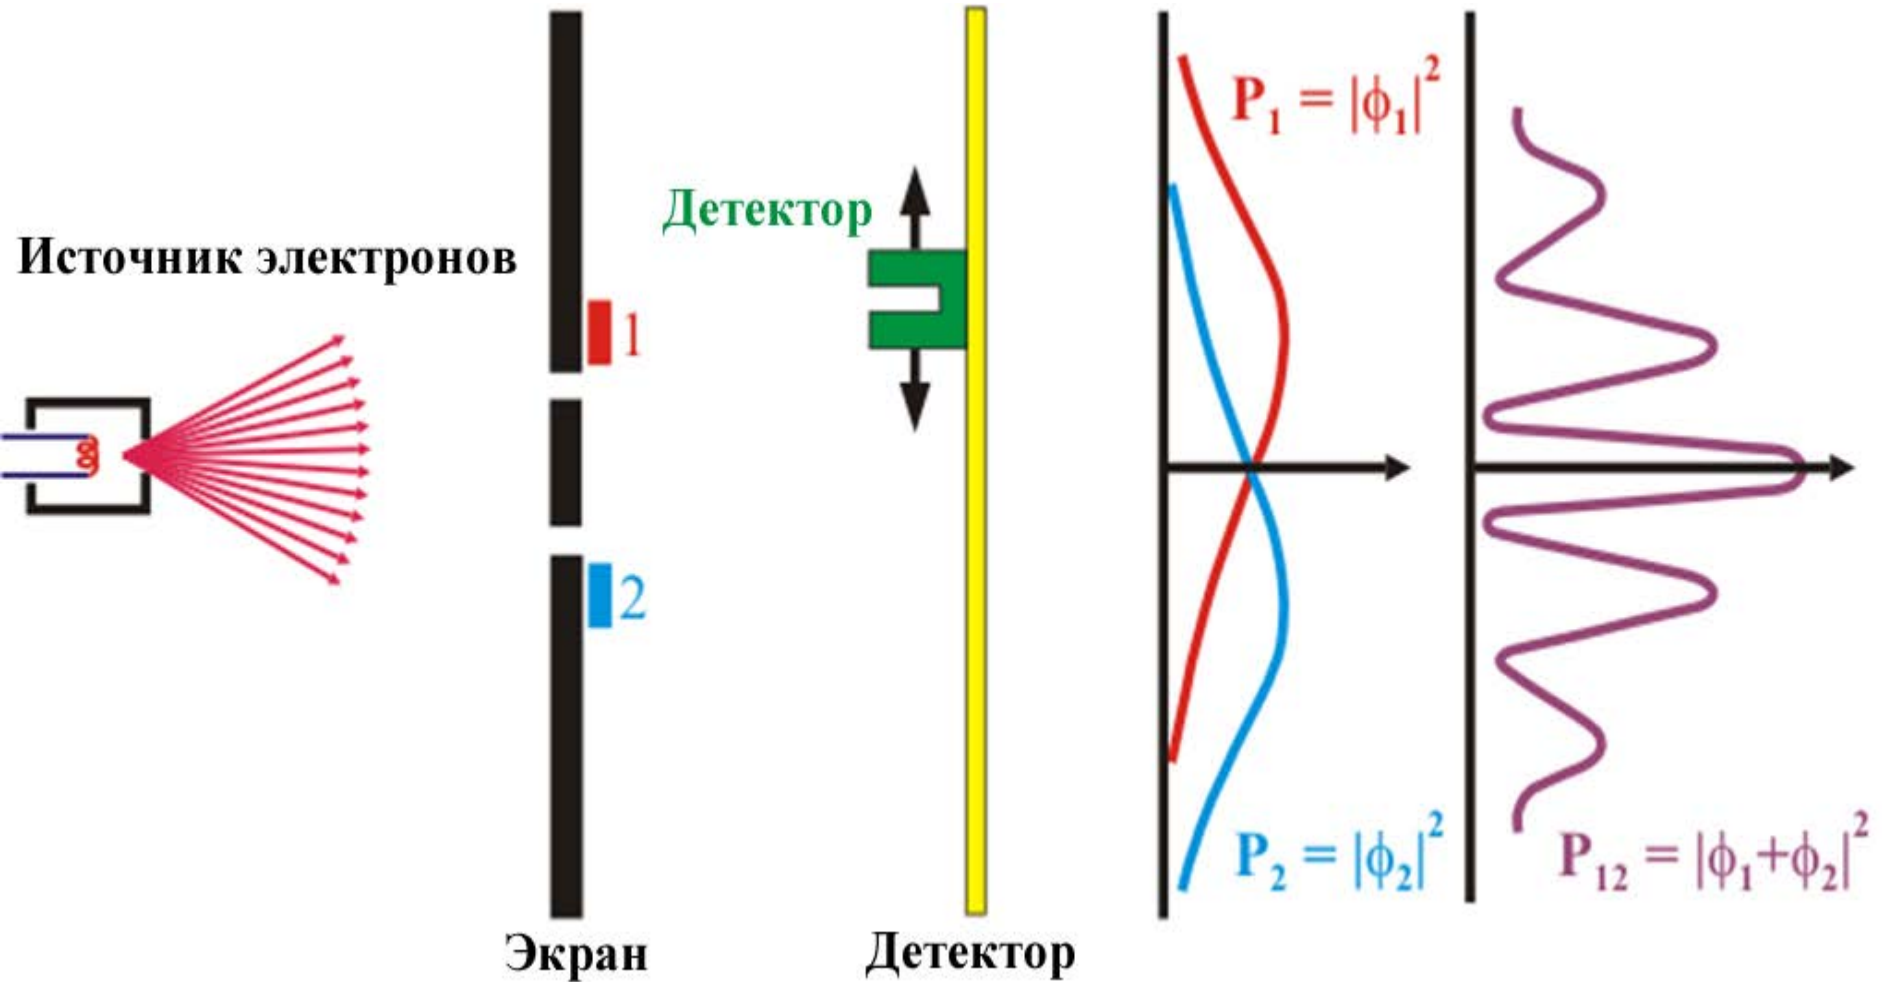 Источник электронов
1
2
Детектор
P₁ = |ϕ₁|²
P₂ = |ϕ₂|²
P₁₂ = |ϕ₁+ϕ₂|²
Экран
Детектор